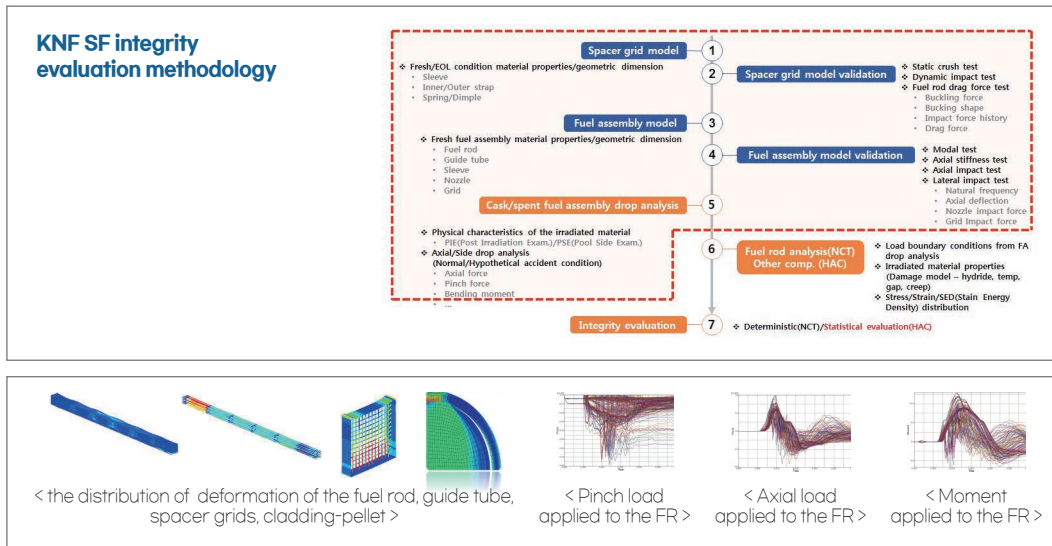 KNF SF integrity
evaluation methodology
Spacer grid model
1
❖ Fresh/EOL condition material properties/geometric dimension
• Sleeve
• Inner/Outer strap
• Spring/Dimple
2
Spacer grid model validation
❖ Static crush test
❖ Dynamic impact test
❖ Fuel rod drag force test
• Buckling force
• Bucking shape
• Impact force history
• Drag force
Fuel assembly model
3
❖ Fresh fuel assembly material properties/geometric dimension
• Fuel rod
• Guide tube
• Sleeve
• Nozzle
• Grid
4
Fuel assembly model validation
❖ Modal test
❖ Axial stiffness test
❖ Axial impact test
❖ Lateral impact test
• Natural frequency
• Axial deflection
• Nozzle impact force
• Grid Impact force
Cask/spent fuel assembly drop analysis
5
❖ Physical characteristics of the irradiated material
• PIE(Post Irradiation Exam.)/PSE(Pool Side Exam.)
❖ Axial/Side drop analysis
(Normal/Hypothetical accident condition)
• Axial force
• Pinch force
• Bending moment
• ...
6
Fuel rod analysis(NCT)
Other comp. (HAC)
❖ Load boundary conditions from FA
drop analysis
❖ Irradiated material properties
(Damage model – hydride, temp,
gap, creep)
❖ Stress/Strain/SED(Stain Energy
Density) distribution
Integrity evaluation
7
❖ Deterministic(NCT)/Statistical evaluation(HAC)
< the distribution of deformation of the fuel rod, guide tube,
spacer grids, cladding-pellet >
< Pinch load
applied to the FR >
< Axial load
applied to the FR >
< Moment
applied to the FR >